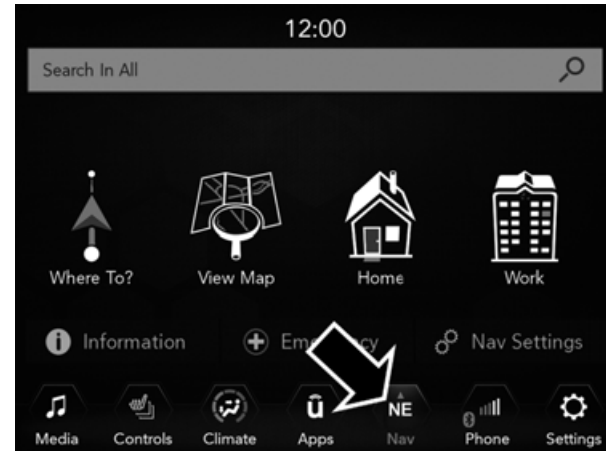 12:00
Search In All
Where To? View Map Home Work
i Information Emergency Nav Settings
ū NE
Media Controls Climate Apps Nav Phone Settings